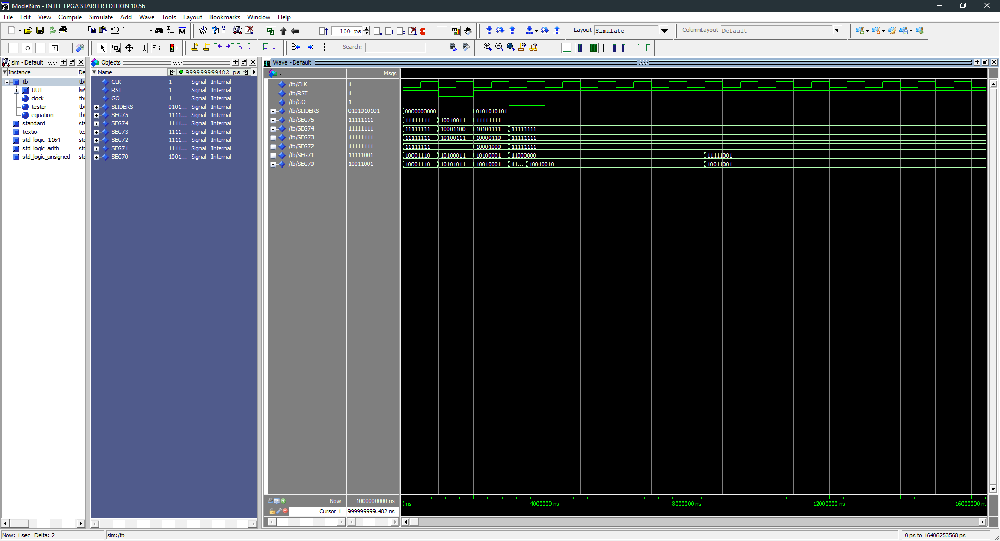 ModelSim - INTEL FPGA STARTER EDITION 10.5b
File Edit View Compile Simulate Add Wave Tools Layout Bookmarks Window Help
100 ps
Layout Simulate
ColumnLayout Default
ALL
Search:
sim - Default
Instance
tb tb
UUT
clock tb
tester tb
equation tb
standard
textio
std_logic_1164
std_logic_arith
std_logic_unsigned
Objects
Name 999999999482 ps
CLK 1 Signal Internal
RST 1 Signal Internal
GO 1 Signal Internal
SLIDERS 0101... Signal Internal
SEG75 1111... Signal Internal
SEG74 1111... Signal Internal
SEG73 1111... Signal Internal
SEG72 1111... Signal Internal
SEG71 1111... Signal Internal
SEG70 1001... Signal Internal
Wave - Default
Msgs
/tb/CLK 1
/tb/RST 1
/tb/GO 1
/tb/SLIDERS 0101010101 0000000000 0101010101
/tb/SEG75 11111111 11111111 10010011 11111111
/tb/SEG74 11111111 11111111 10001100 10101111 11111111
/tb/SEG73 11111111 11111111 10100111 10000110 11111111
/tb/SEG72 11111111 11111111 10001000 11111111
/tb/SEG71 11111001 10001110 10100011 10100001 11000000 11111001
/tb/SEG70 10011001 10001110 10101011 10010001 11... 10010010 10011001
Now 1000000000 ns
ns 4000000 ns 8000000 ns 12000000 ns 16000000 ns
Cursor 1 999999999.482 ns
Now: 1 sec Delta: 2
sim:/tb
0 ps to 16406253568 ps